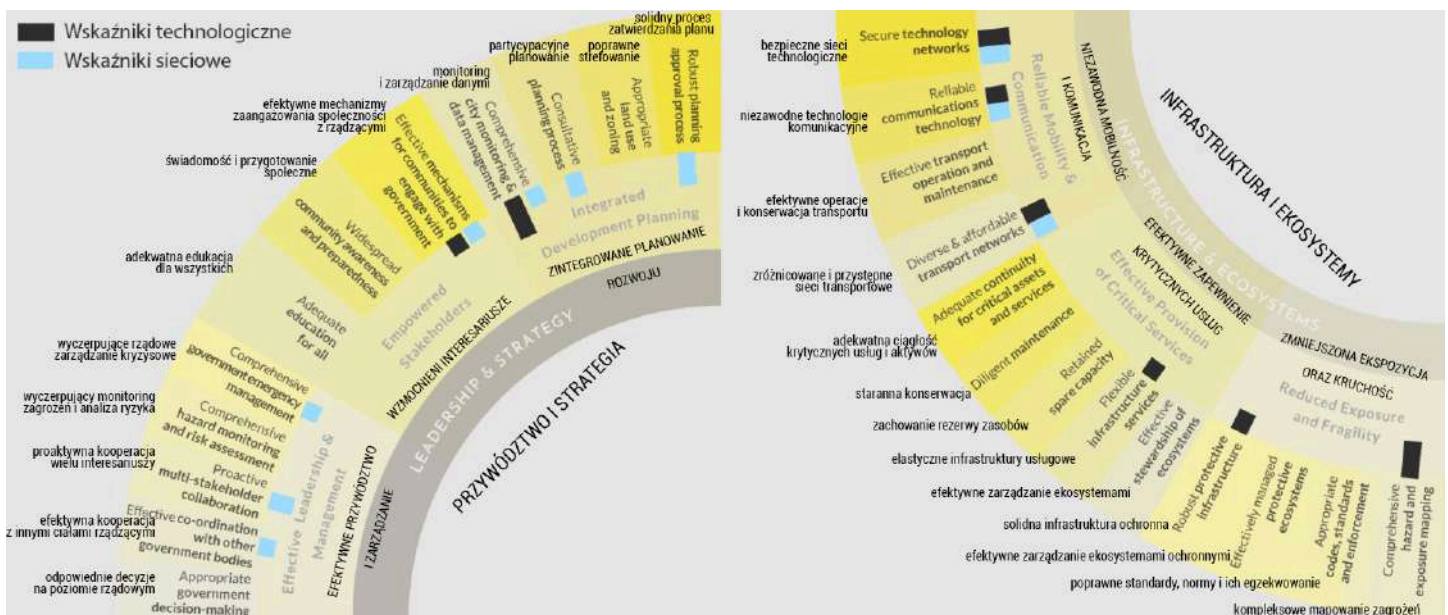 Wskaźniki technologiczne
Wskaźniki sieciowe
solidny proces
zatwierdzania planu
partycypacyjne
planowanie
poprawne
strefowanie
monitoring
i zarządzanie danymi
efektywne mechanizmy
zaangażowania społeczności
z rządzącymi
świadomość i przygotowanie
społeczne
adekwatna edukacja
dla wszystkich
wyczerpujące rządowe
zarządzanie kryzysowe
wyczerpujący monitoring
zagrożeń i analiza ryzyka
proaktywna kooperacja
wielu interesariuszy
efektywna kooperacja
z innymi ciałami rządzącymi
odpowiednie decyzje
na poziomie rządowym
Robust planning
approval process
Appropriate
land use
and zoning
Consultative
planning process
Comprehensive
city monitoring &
data management
Effective mechanisms
for communities to
engage with
government
Widespread
community awareness
and preparedness
Adequate
education
for all
Comprehensive
government emergency
management
Comprehensive
hazard monitoring
and risk assessment
Proactive
multi-stakeholder
collaboration
Effective co-ordination
with other
government bodies
Appropriate
government
decision-making
Integrated
Development Planning
Empowered
Stakeholders
Effective Leadership &
Management
ZINTEGROWANE PLANOWANIE
ROZWOJU
WZMOCNIENI INTERESARIUSZE
EFEKTYWNE PRZYWÓDZTWO
I ZARZĄDZANIE
LEADERSHIP & STRATEGY
PRZYWÓDZTWO I STRATEGIA
bezpieczne sieci
technologiczne
niezawodne technologie
komunikacyjne
efektywne operacje
i konserwacja transportu
zróżnicowane i przystępne
sieci transportowe
adekwatna ciągłość
krytycznych usług i aktywów
staranna konserwacja
zachowanie rezerwy zasobów
elastyczne infrastruktury usługowe
efektywne zarządzanie ekosystemami
solidna infrastruktura ochronna
efektywne zarządzanie ekosystemami ochronnymi
poprawne standardy, normy i ich egzekwowanie
kompleksowe mapowanie zagrożeń
Secure technology
networks
Reliable
communications
technology
Effective transport
operation and
maintenance
Diverse & affordable
transport networks
Adequate continuity
for critical assets
and services
Diligent maintenance
Retained
spare capacity
Flexible
infrastructure
services
Effective
stewardship of
ecosystems
Robust protective
infrastructure
Effectively managed
protective
ecosystems
Appropriate
codes, standards
and enforcement
Comprehensive
hazard and
exposure mapping
Reliable Mobility &
Communication
Effective Provision
of Critical Services
Reduced Exposure
and Fragility
NIEZAWODNA MOBILNOŚĆ
I KOMUNIKACJA
EFEKTYWNE ZAPEWNIENIE
KRYTYCZNYCH USŁUG
ZMNIEJSZONA EKSPOZYCJA
ORAZ KRUCHOŚĆ
INFRASTRUCTURE & ECOSYSTEMS
INFRASTRUKTURA I EKOSYSTEMY